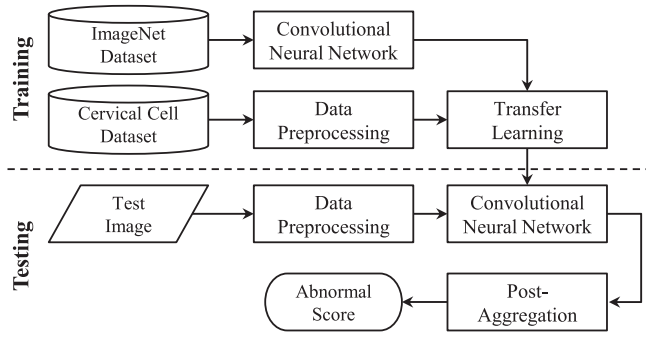 Training
ImageNet
Dataset
Convolutional
Neural Network
Cervical Cell
Dataset
Data
Preprocessing
Transfer
Learning
Testing
Test
Image
Data
Preprocessing
Convolutional
Neural Network
Abnormal
Score
Post-
Aggregation